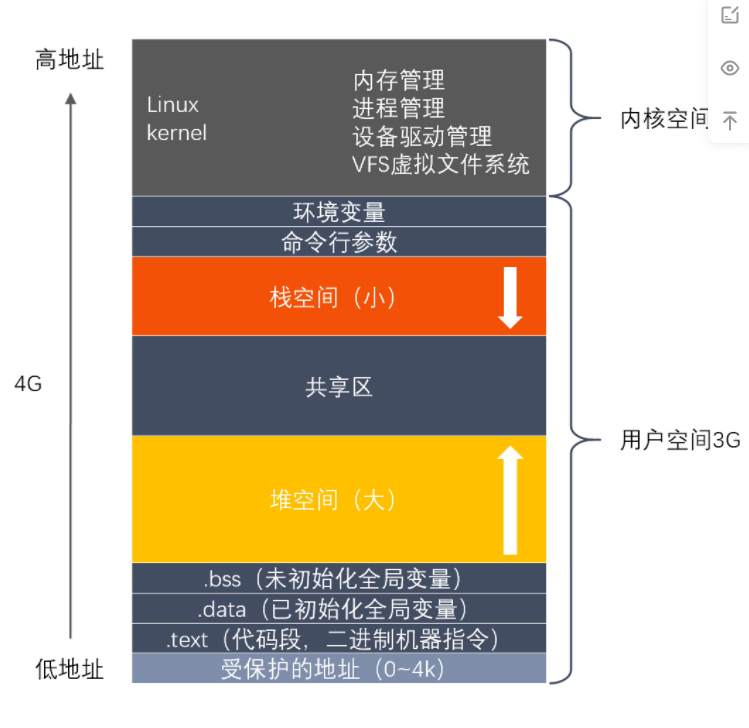 高地址
Linux
kernel
内存管理
进程管理
设备驱动管理
VFS虚拟文件系统
内核空间
环境变量
命令行参数
栈空间（小）
4G
共享区
用户空间3G
堆空间（大）
.bss（未初始化全局变量）
.data（已初始化全局变量）
.text（代码段，二进制机器指令）
低地址
受保护的地址（0~4k）